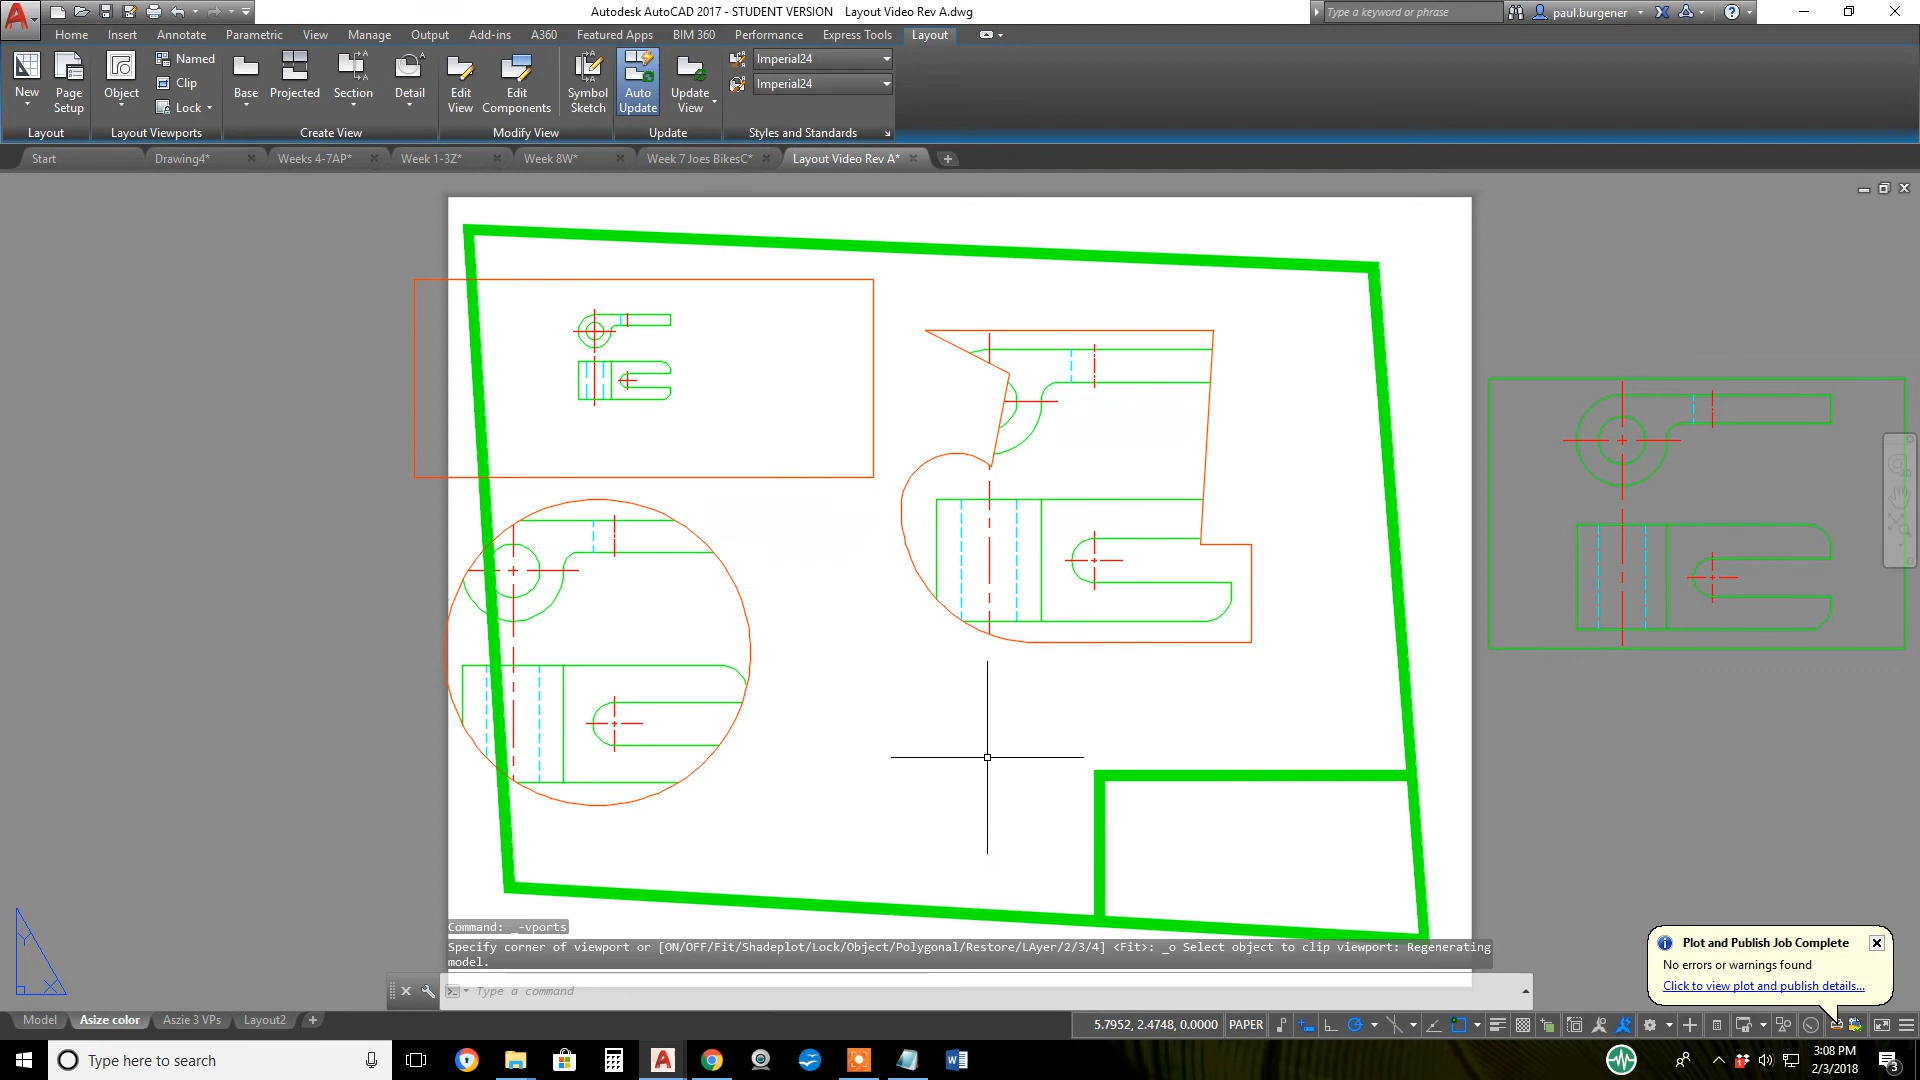 Autodesk AutoCAD 2017 - STUDENT VERSION    Layout Video Rev A.dwg
Type a keyword or phrase
paul.burgener
Home Insert Annotate Parametric View Manage Output Add-ins A360 Featured Apps BIM 360 Performance Express Tools Layout
New
Page Setup
Layout
Object
Named
Clip
Lock
Layout Viewports
Base
Projected
Section
Detail
Create View
Edit View
Edit Components
Symbol Sketch
Modify View
Auto Update
Update View
Update
Imperial24
Imperial24
Styles and Standards
Start Drawing4* Weeks 4-7AP* Week 1-3Z* Week 8W* Week 7 Joes BikesC* Layout Video Rev A*
Command: _-vports
Specify corner of viewport or [ON/OFF/Fit/Shadeplot/Lock/Object/Polygonal/Restore/LAyer/2/3/4] <Fit>: _o Select object to clip viewport: Regenerating
model.
Type a command
Y
X
Plot and Publish Job Complete
No errors or warnings found
Click to view plot and publish details...
Model Asize color Aszie 3 VPs Layout2
5.7952, 2.4748, 0.0000 PAPER
Type here to search
3:08 PM
2/3/2018
3